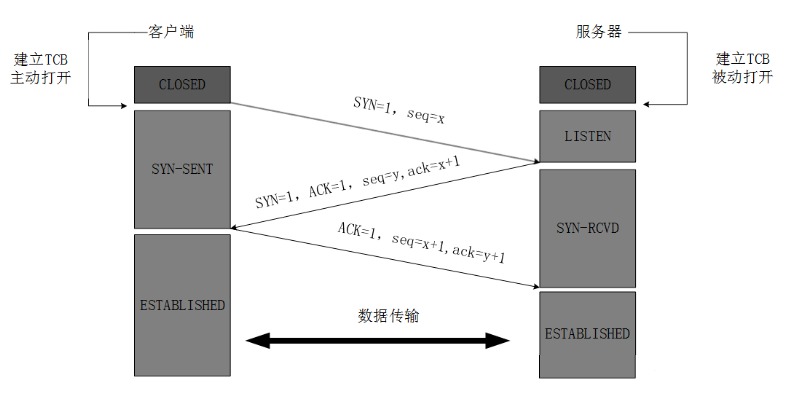 客户端
服务器
建立TCB
主动打开
建立TCB
被动打开
CLOSED
CLOSED
SYN=1, seq=x
LISTEN
SYN-SENT
SYN=1, ACK=1, seq=y,ack=x+1
ACK=1, seq=x+1,ack=y+1
SYN-RCVD
ESTABLISHED
数据传输
ESTABLISHED